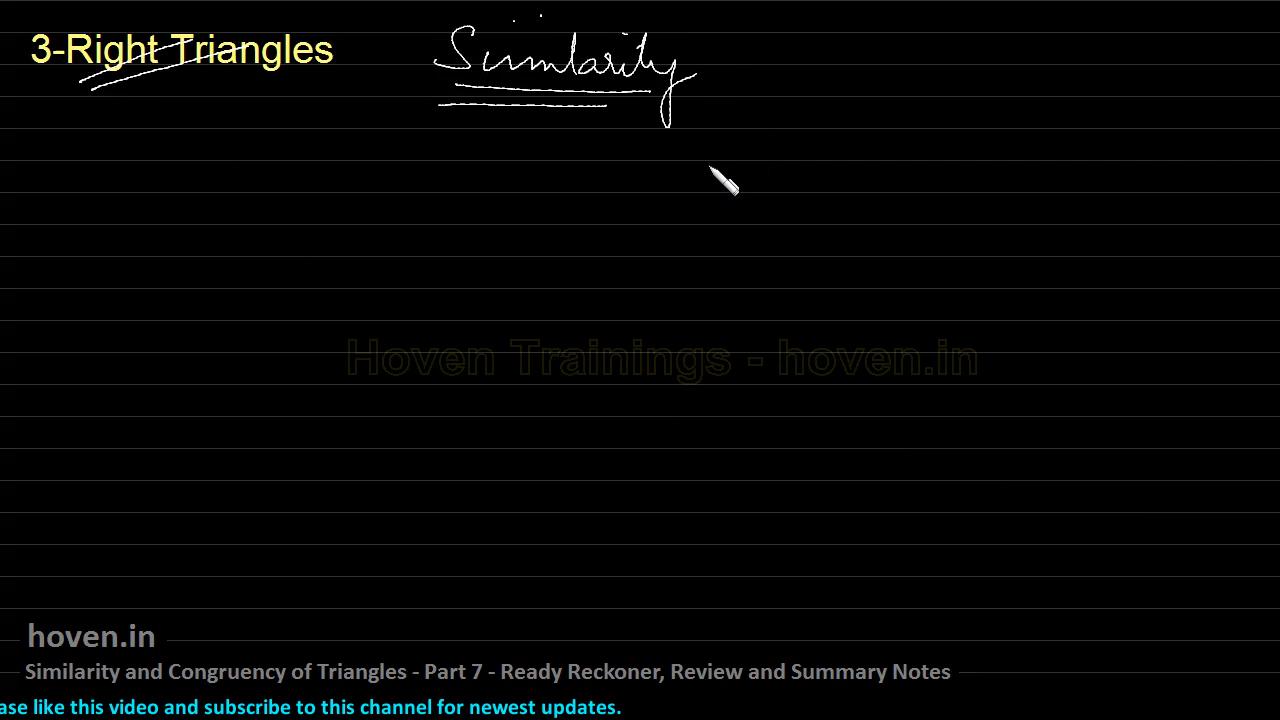 3-Right Triangles Similarity
Hoven Trainings - hoven.in
hoven.in
Similarity and Congruency of Triangles - Part 7 - Ready Reckoner, Review and Summary Notes
ase like this video and subscribe to this channel for newest updates.